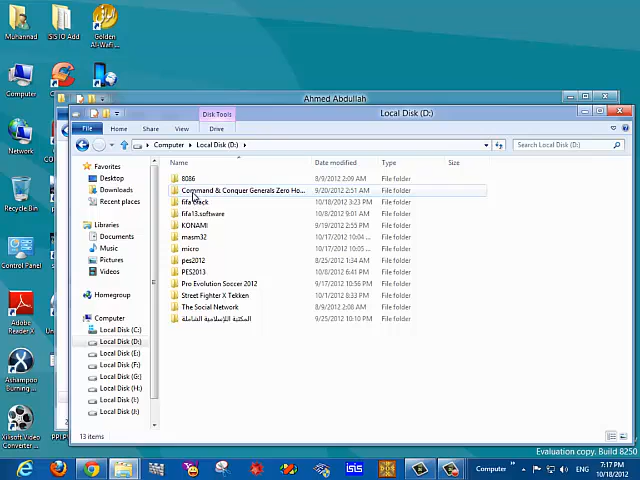 Muhannad
ISISIO Add
Golden
Al-Wafi ...
Computer
Network
Recycle Bin
Control Panel
Adobe
Reader X
Ashampoo
Burning ...
Xilisoft Video
Converter ...
Ahmed Abdullah
Disk Tools
Local Disk (D:)
File
Home
Share
View
Drive
Computer
Local Disk (D:)
Search Local Disk (D:)
Name
Date modified
Type
Size
Favorites
Desktop
Downloads
Recent places
Libraries
Documents
Music
Pictures
Videos
Homegroup
Computer
Local Disk (C:)
Local Disk (D:)
Local Disk (E:)
Local Disk (F:)
Local Disk (G:)
Local Disk (H:)
Local Disk (I:)
Local Disk (J:)
8086 8/9/2012 2:09 AM File folder
Command & Conquer Generals Zero Ho... 9/20/2012 2:51 AM File folder
10/18/2012 3:23 PM File folder
fifa13.software 10/8/2012 9:01 AM File folder
KONAMI 9/19/2012 2:55 PM File folder
masm32 10/17/2012 10:04 ... File folder
micro 10/17/2012 10:05 ... File folder
pes2012 8/25/2012 1:34 AM File folder
PES2013 10/8/2012 6:41 PM File folder
Pro Evolution Soccer 2012 9/17/2012 10:56 PM File folder
Street Fighter X Tekken 10/1/2012 8:33 PM File folder
The Social Network 8/9/2012 2:08 AM File folder
المكتبة الإسلامية الشاملة 9/25/2012 10:10 PM File folder
13 items
Evaluation copy. Build 8250
isis
DOS
Computer
7:17 PM
10/18/2012